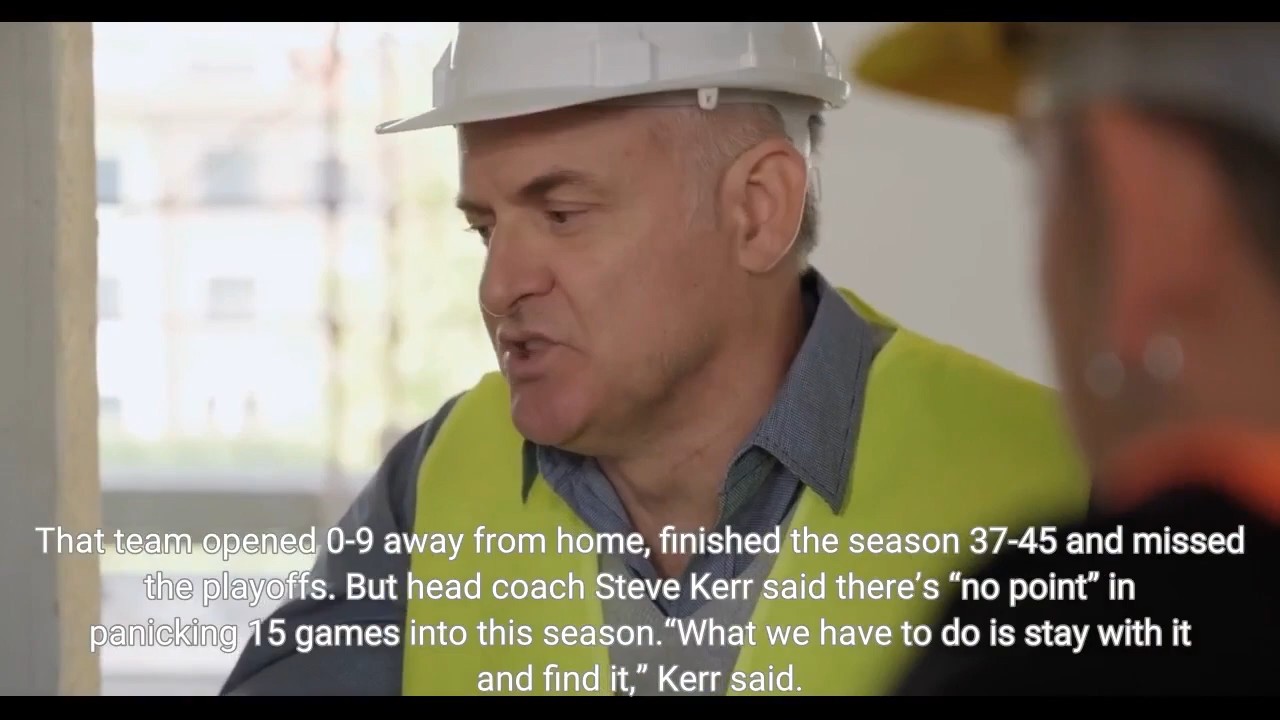 That team opened 0-9 away from home, finished the season 37-45 and missed
the playoffs. But head coach Steve Kerr said there’s “no point” in
panicking 15 games into this season.“What we have to do is stay with it
and find it,” Kerr said.